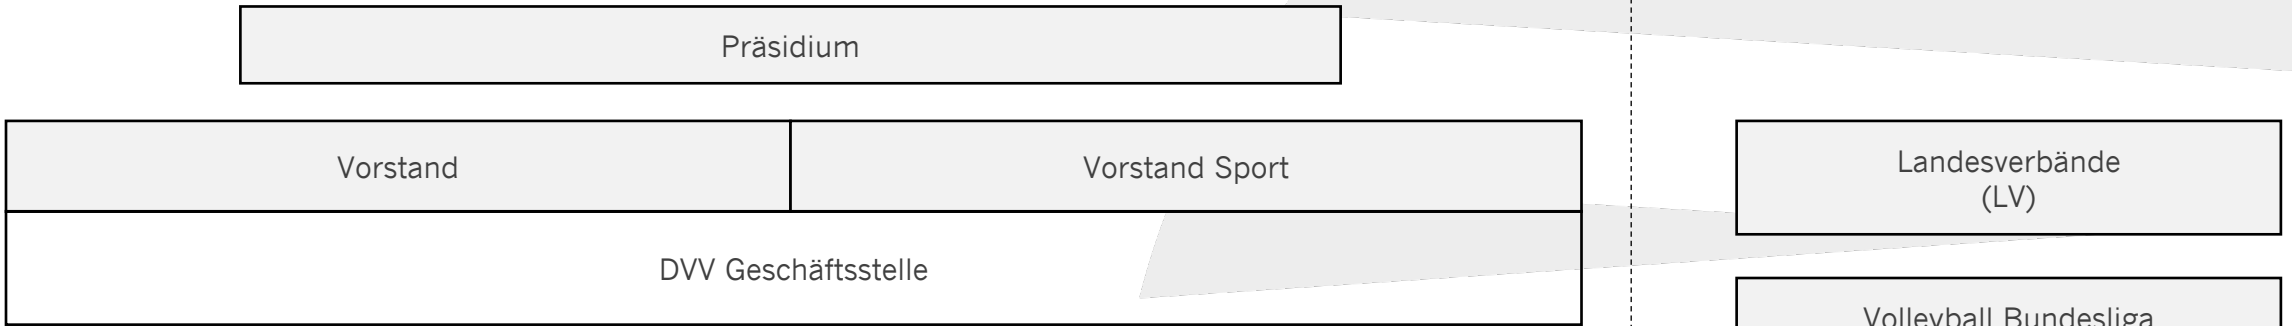 Präsidium
Vorstand
Vorstand Sport
Landesverbände
(LV)
DVV Geschäftsstelle
Volleyball Bundesliga